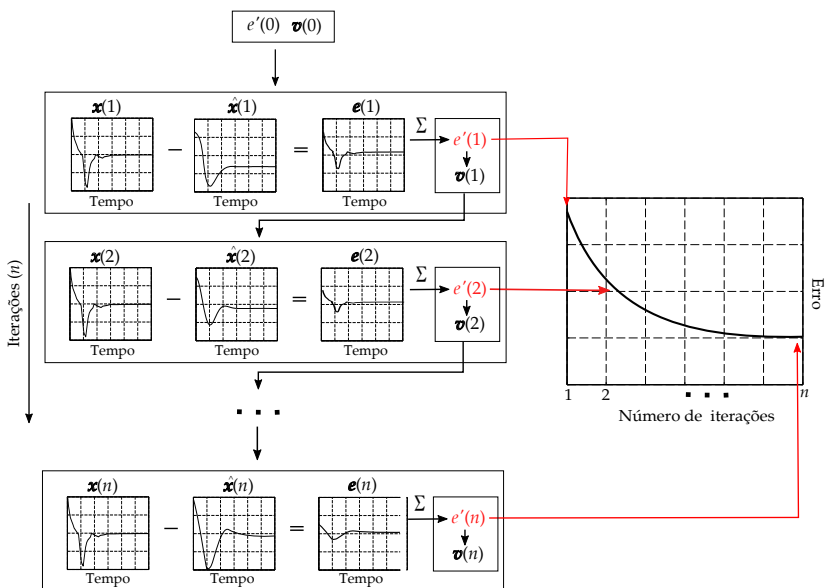 e′(0) v(0)
x(1) x̂(1) e(1)
− = Σ e′(1)
v(1)
Tempo Tempo Tempo
x(2) x̂(2) e(2)
− = Σ e′(2)
v(2)
Tempo Tempo Tempo
...
x(n) x̂(n) e(n)
− = Σ e′(n)
v(n)
Tempo Tempo Tempo
Iterações (n)
Erro
1 2 ... n
Número de iterações